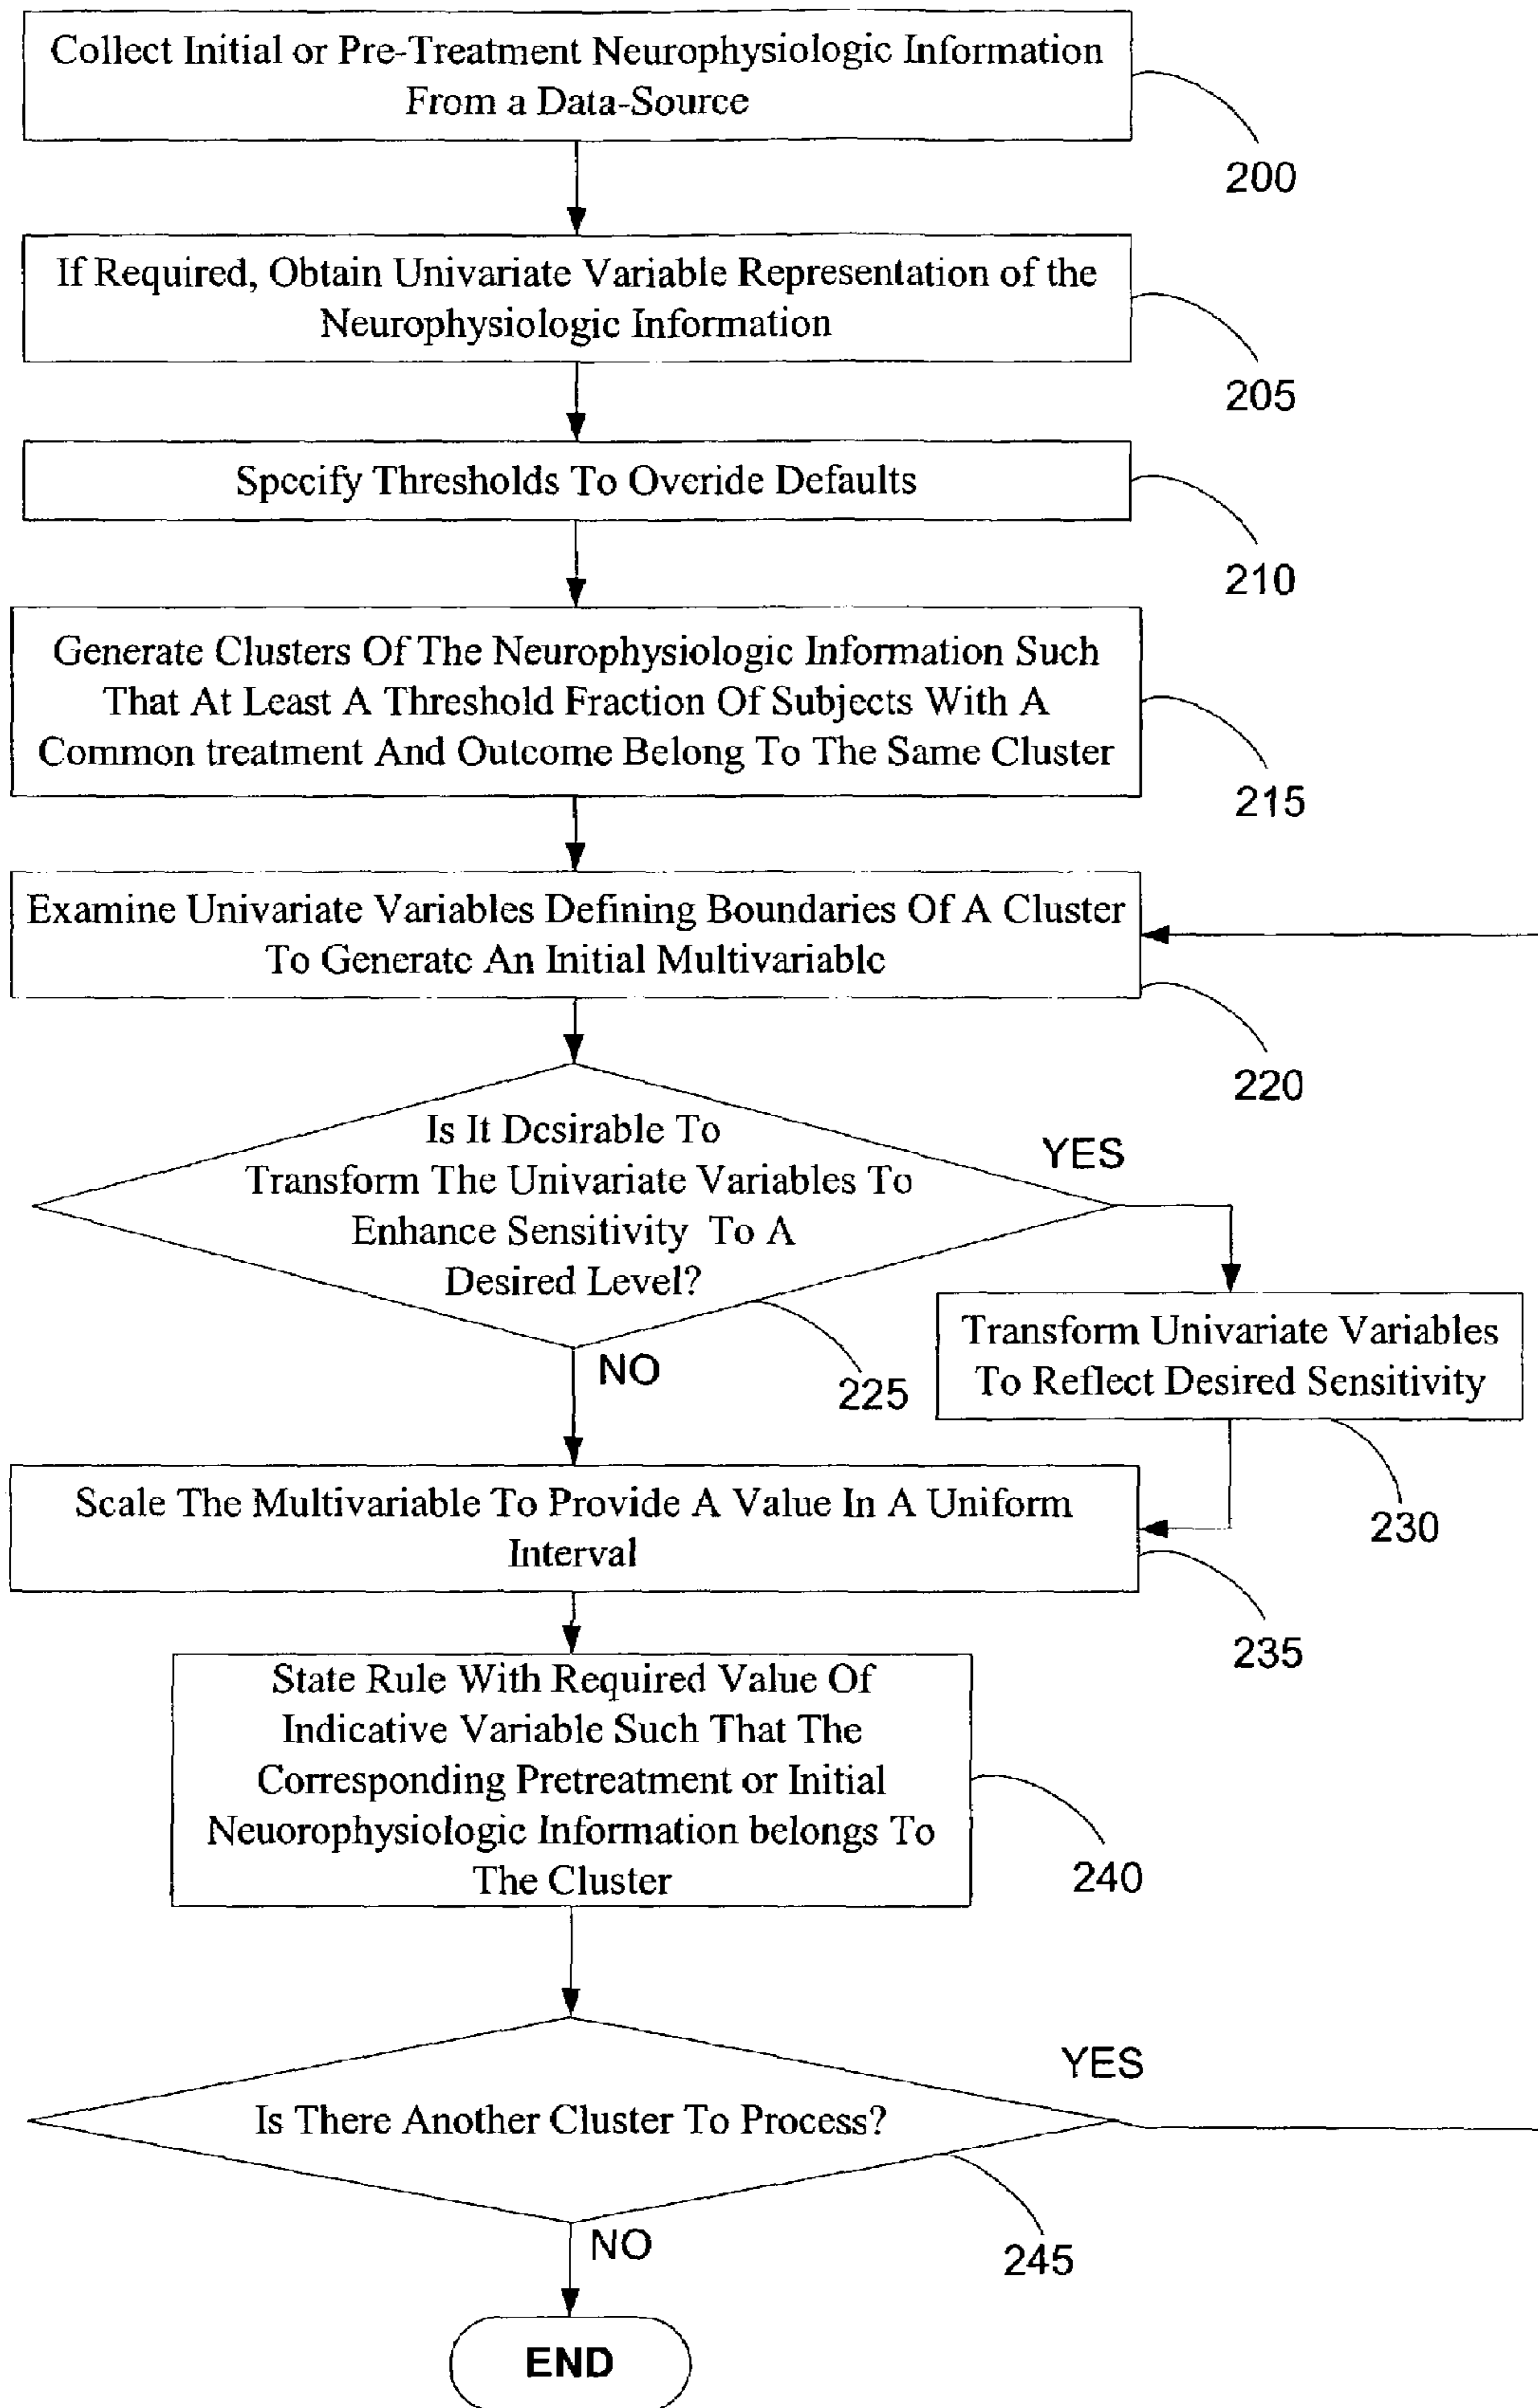 Collect Initial or Pre-Treatment Neurophysiologic Information
From a Data-Source
200
If Required, Obtain Univariate Variable Representation of the
Neurophysiologic Information
205
Specify Thresholds To Overide Defaults
210
Generate Clusters Of The Neurophysiologic Information Such
That At Least A Threshold Fraction Of Subjects With A
Common treatment And Outcome Belong To The Same Cluster
215
Examine Univariate Variables Defining Boundaries Of A Cluster
To Generate An Initial Multivariable
220
Is It Desirable To
Transform The Univariate Variables To
Enhance Sensitivity To A
Desired Level?
YES
NO
225
Transform Univariate Variables
To Reflect Desired Sensitivity
230
Scale The Multivariable To Provide A Value In A Uniform
Interval
235
State Rule With Required Value Of
Indicative Variable Such That The
Corresponding Pretreatment or Initial
Neuorophysiologic Information belongs To
The Cluster
240
Is There Another Cluster To Process?
YES
NO
245
END